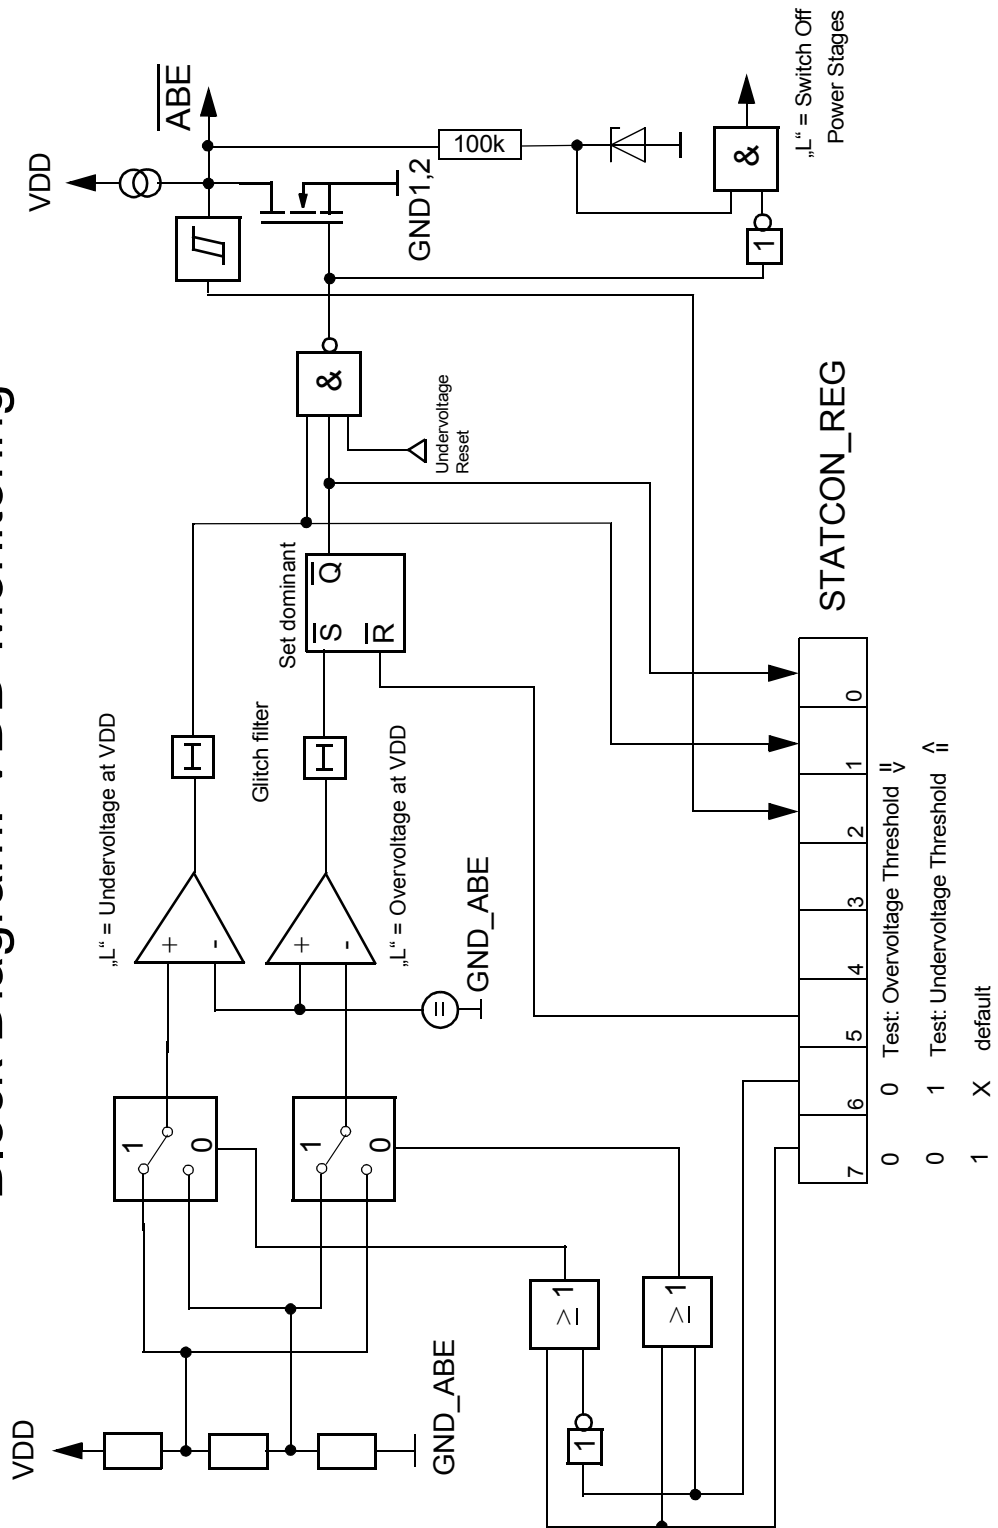 Block Diagram VDD-Monitoring
VDD
VDD
„L“ = Undervoltage at VDD
ABE
1
0
+
-
GND_ABE
Glitch filter
Set dominant
1
0
+
-
S
R
Q
&
GND1,2
„L“ = Overvoltage at VDD
Undervoltage
Reset
100k
=
GND_ABE
1
≥ 1
≥ 1
1
&
„L“ = Switch Off
Power Stages
STATCON_REG
7 6 5 4 3 2 1 0
0 0 Test: Overvoltage Threshold =>
0 1 Test: Undervoltage Threshold =<
1 X default